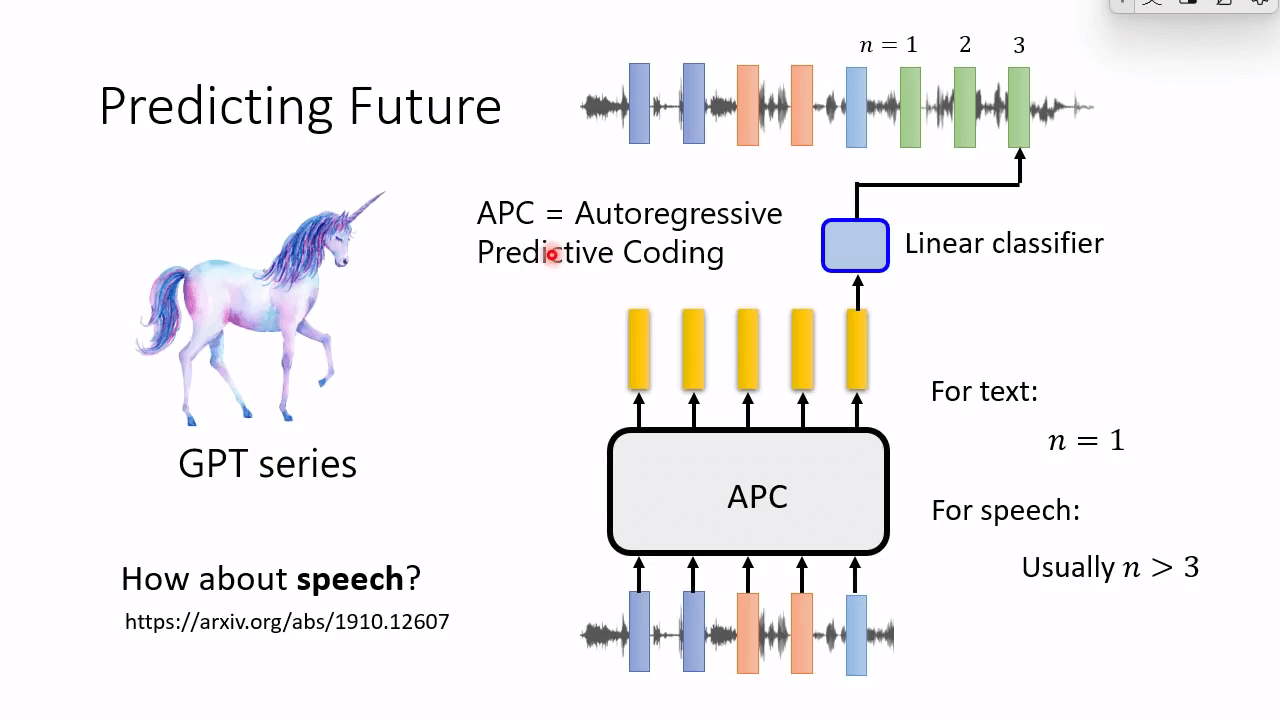 Predicting Future
n = 1 2 3
APC = Autoregressive
Predictive Coding
Linear classifier
For text:
n = 1
GPT series
APC
For speech:
Usually n > 3
How about speech?
https://arxiv.org/abs/1910.12607